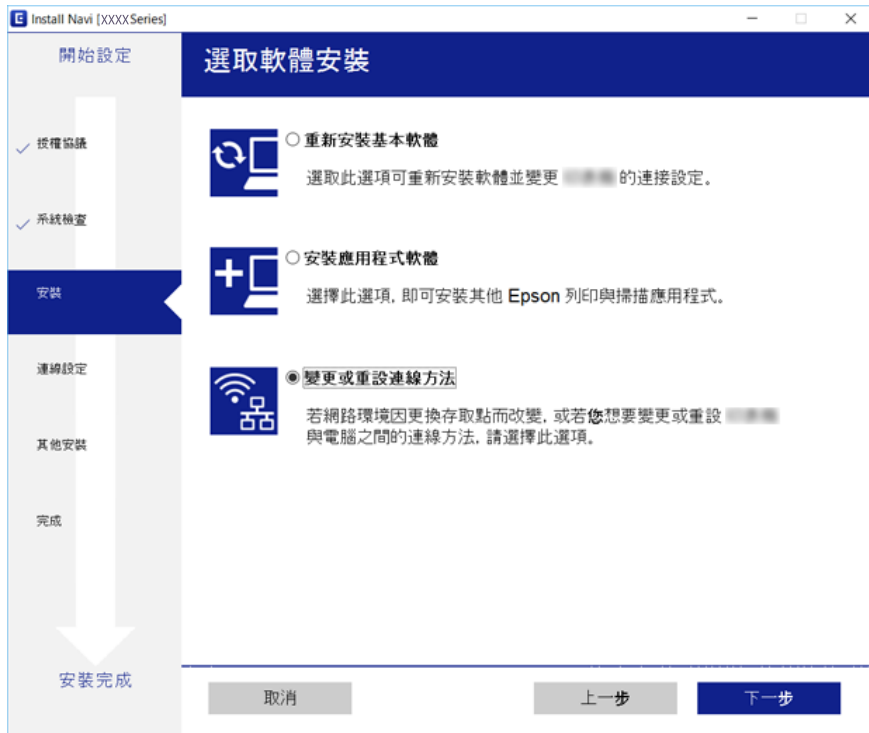 Install Navi [XXXX Series]
開始設定
選取軟體安裝
授權協議
系統檢查
安裝
連線設定
其他安裝
完成
安裝完成
重新安裝基本軟體
選取此選項可重新安裝軟體並變更 的連接設定。
安裝應用程式軟體
選擇此選項, 即可安裝其他 Epson 列印與掃描應用程式。
變更或重設連線方法
若網路環境因更換存取點而改變, 或若您想要變更或重設
與電腦之間的連線方法, 請選擇此選項。
取消
上一步
下一步